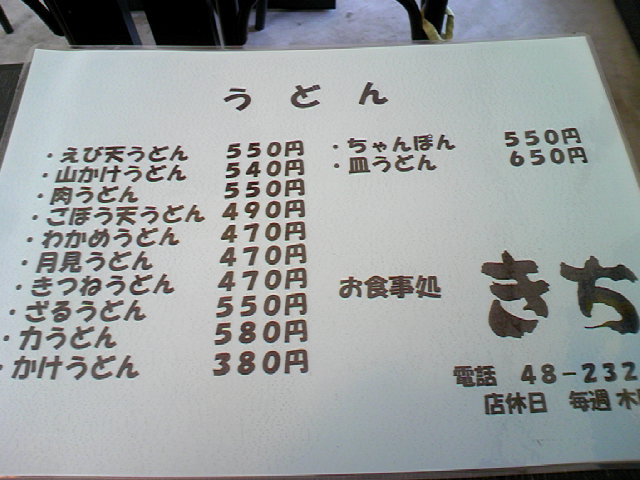 うどん
・えび天うどん 550円
・山かけうどん 540円
・肉うどん 550円
・ごぼう天うどん 490円
・わかめうどん 470円
・月見うどん 470円
・きつねうどん 470円
・ざるうどん 550円
・力うどん 580円
・かけうどん 380円
・ちゃんぽん 550円
・皿うどん 650円
お食事処 きち
電話 48-232
店休日 毎週 木